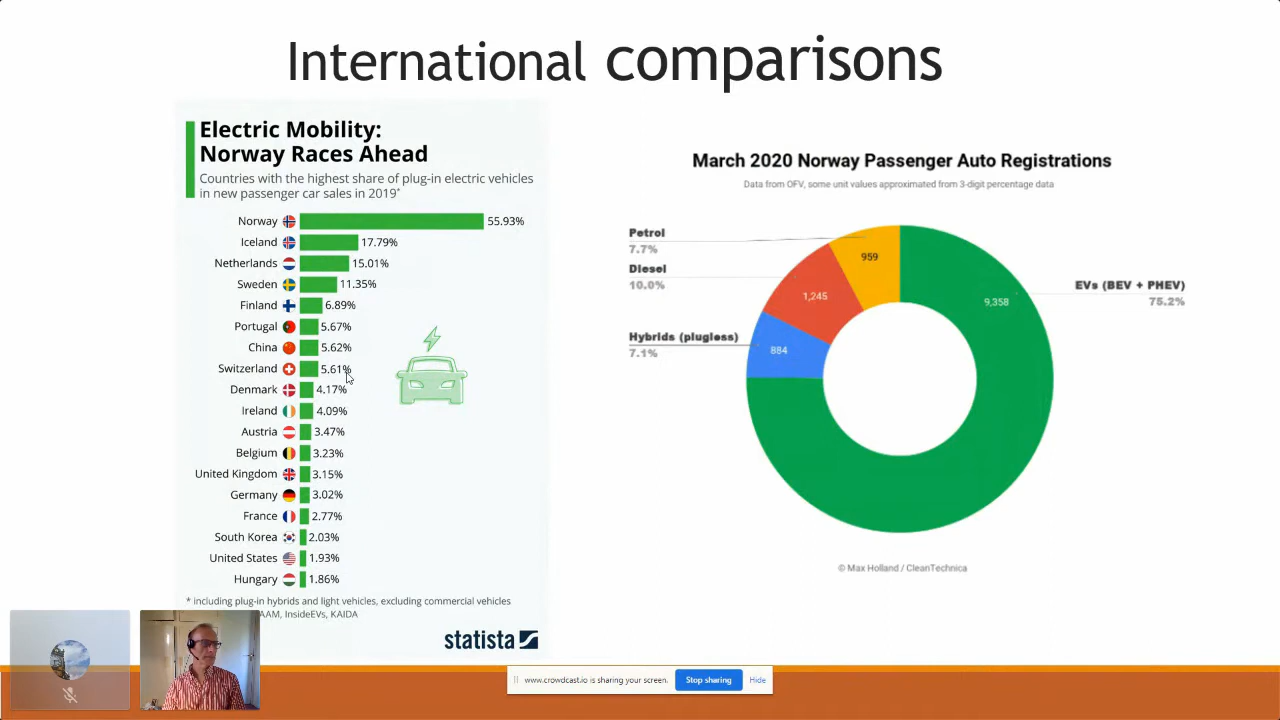 International comparisons
Electric Mobility:
Norway Races Ahead
Countries with the highest share of plug-in electric vehicles
in new passenger car sales in 2019*
Norway 55.93%
Iceland 17.79%
Netherlands 15.01%
Sweden 11.35%
Finland 6.89%
Portugal 5.67%
China 5.62%
Switzerland 5.61%
Denmark 4.17%
Ireland 4.09%
Austria 3.47%
Belgium 3.23%
United Kingdom 3.15%
Germany 3.02%
France 2.77%
South Korea 2.03%
United States 1.93%
Hungary 1.86%
* including plug-in hybrids and light vehicles, excluding commercial vehicles
AAM, InsideEVs, KAIDA
statista
March 2020 Norway Passenger Auto Registrations
Data from OFV, some unit values approximated from 3-digit percentage data
Petrol
7.7%
Diesel
10.0%
Hybrids (plugless)
7.1%
959
1,245
884
9,358
EVs (BEV + PHEV)
75.2%
© Max Holland / CleanTechnica
www.crowdcast.io is sharing your screen. Stop sharing Hide